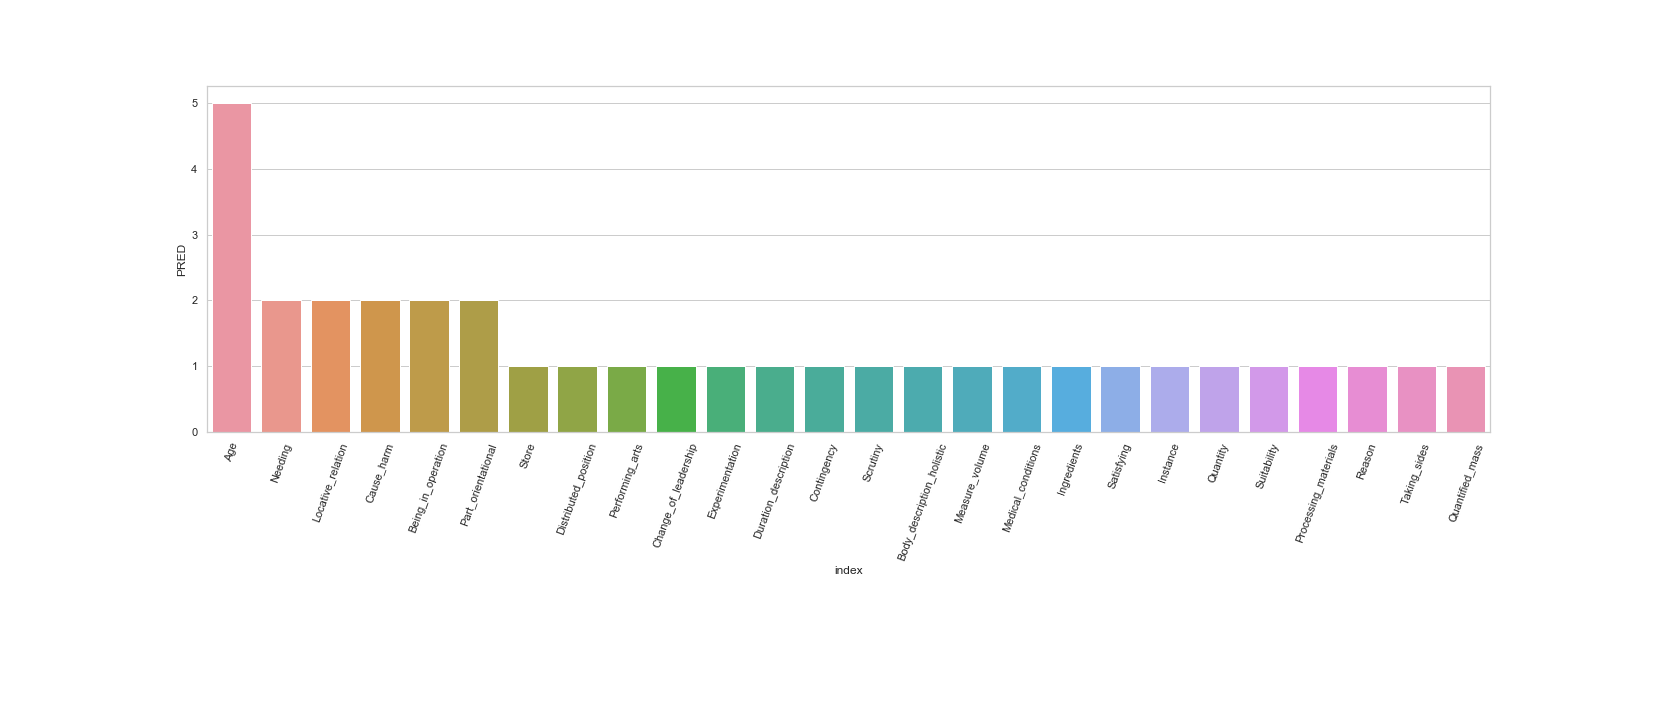 5
4
3
2
1
0
PRED
Age
Needing
Locative_relation
Cause_harm
Being_in_operation
Part_orientational
Store
Distributed_position
Performing_arts
Change_of_leadership
Experimentation
Duration_description
Contingency
Scrutiny
Body_description_holistic
Measure_volume
Medical_conditions
Ingredients
Satisfying
Instance
Quantity
Suitability
Processing_materials
Reason
Taking_sides
Quantified_mass
index